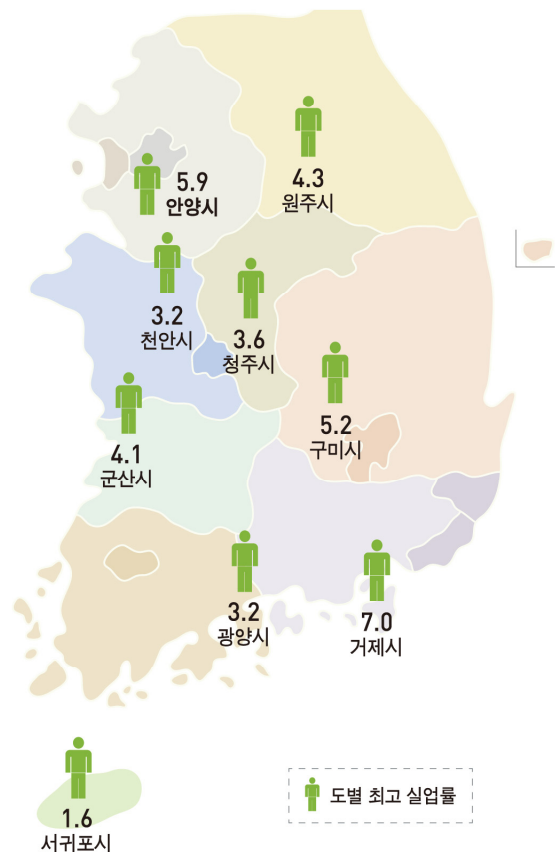 4.3
원주시
5.9
안양시
3.2
천안시
3.6
청주시
5.2
구미시
4.1
군산시
3.2
광양시
7.0
거제시
1.6
서귀포시
도별 최고 실업률